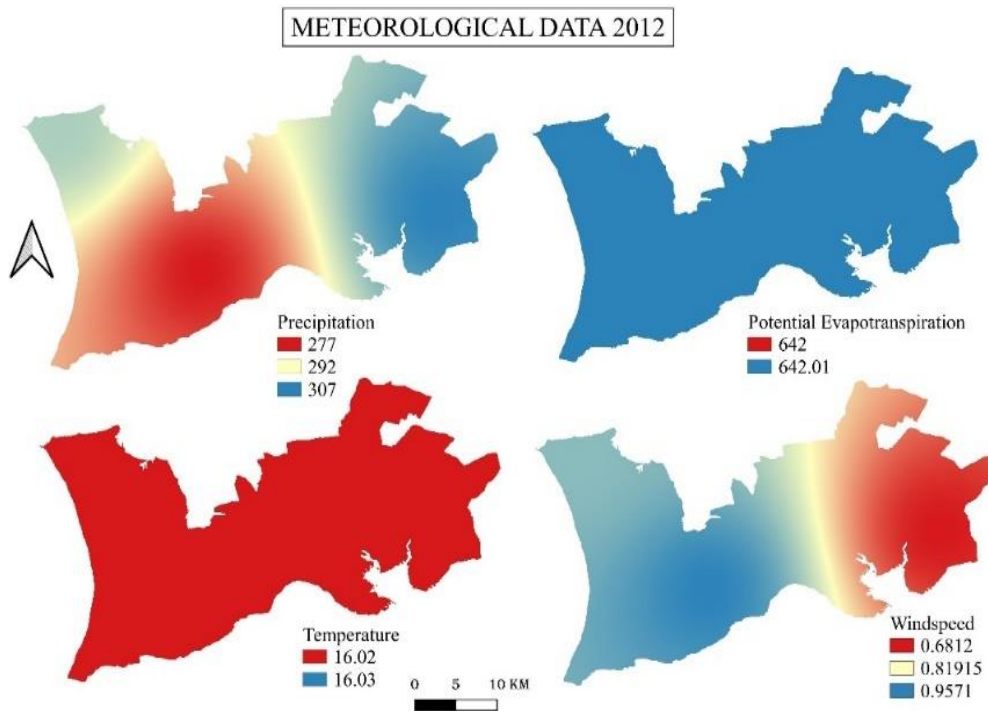 METEOROLOGICAL DATA 2012
Precipitation
277
292
307
Potential Evapotranspiration
642
642.01
Temperature
16.02
16.03
0 5 10 KM
Windspeed
0.6812
0.81915
0.9571